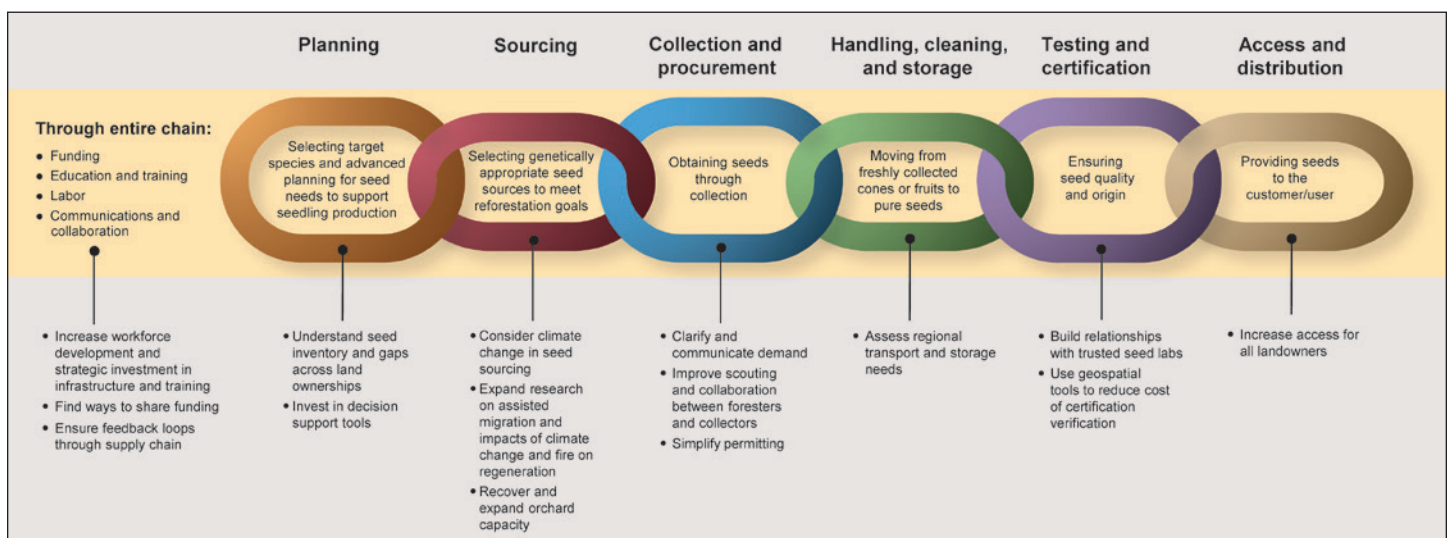 Planning
Sourcing
Collection and
procurement
Handling, cleaning,
and storage
Testing and
certification
Access and
distribution
Through entire chain:
• Funding
• Education and training
• Labor
• Communications and
collaboration
Selecting target
species and advanced
planning for seed
needs to support
seedling production
Selecting genetically
appropriate seed
sources to meet
reforestation goals
Obtaining seeds
through
collection
Moving from
freshly collected
cones or fruits to
pure seeds
Ensuring
seed quality
and origin
Providing seeds
to the
customer/user
• Increase workforce
development and
strategic investment in
infrastructure and training
• Find ways to share funding
• Ensure feedback loops
through supply chain
• Understand seed
inventory and gaps
across land
ownerships
• Invest in decision
support tools
• Consider climate
change in seed
sourcing
• Expand research
on assisted
migration and
impacts of climate
change and fire on
regeneration
• Recover and
expand orchard
capacity
• Clarify and
communicate demand
• Improve scouting
and collaboration
between foresters
and collectors
• Simplify permitting
• Assess regional
transport and storage
needs
• Build relationships
with trusted seed labs
• Use geospatial
tools to reduce cost
of certification
verification
• Increase access for
all landowners